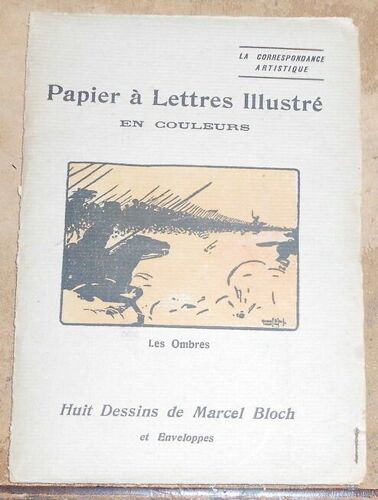 LA CORRESPONDANCE
ARTISTIQUE
Papier à Lettres Illustré
EN COULEURS
Les Ombres
Huit Dessins de Marcel Bloch
et Enveloppes